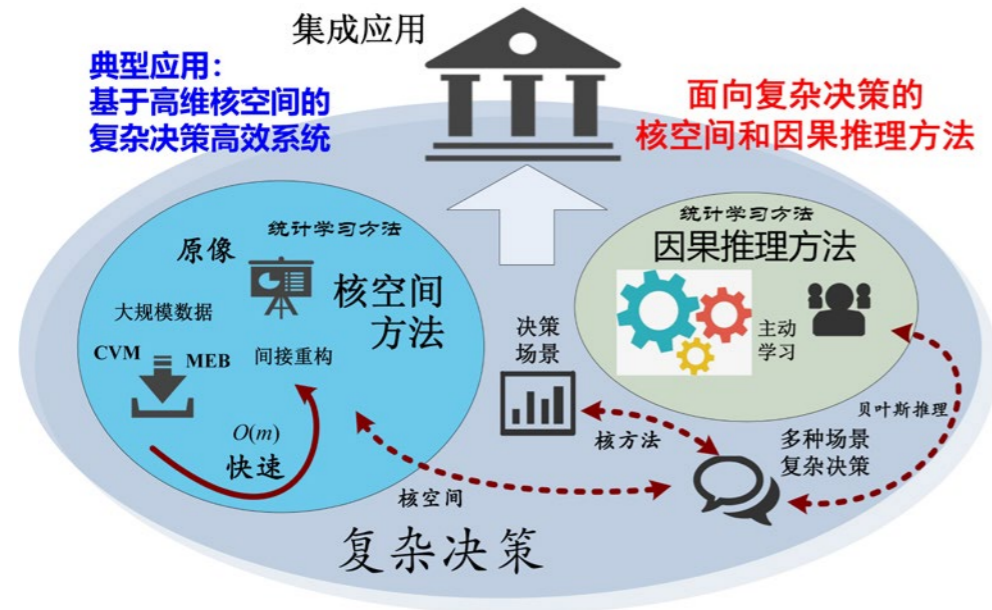 集成应用
典型应用：
基于高维核空间的
复杂决策高效系统
面向复杂决策的
核空间和因果推理方法
统计学习方法
原像
核空间
方法
大规模数据
CVM
MEB
间接重构
O(m)
快速
统计学习方法
因果推理方法
主动
学习
决策
场景
核方法
贝叶斯推理
多种场景
复杂决策
核空间
复杂决策